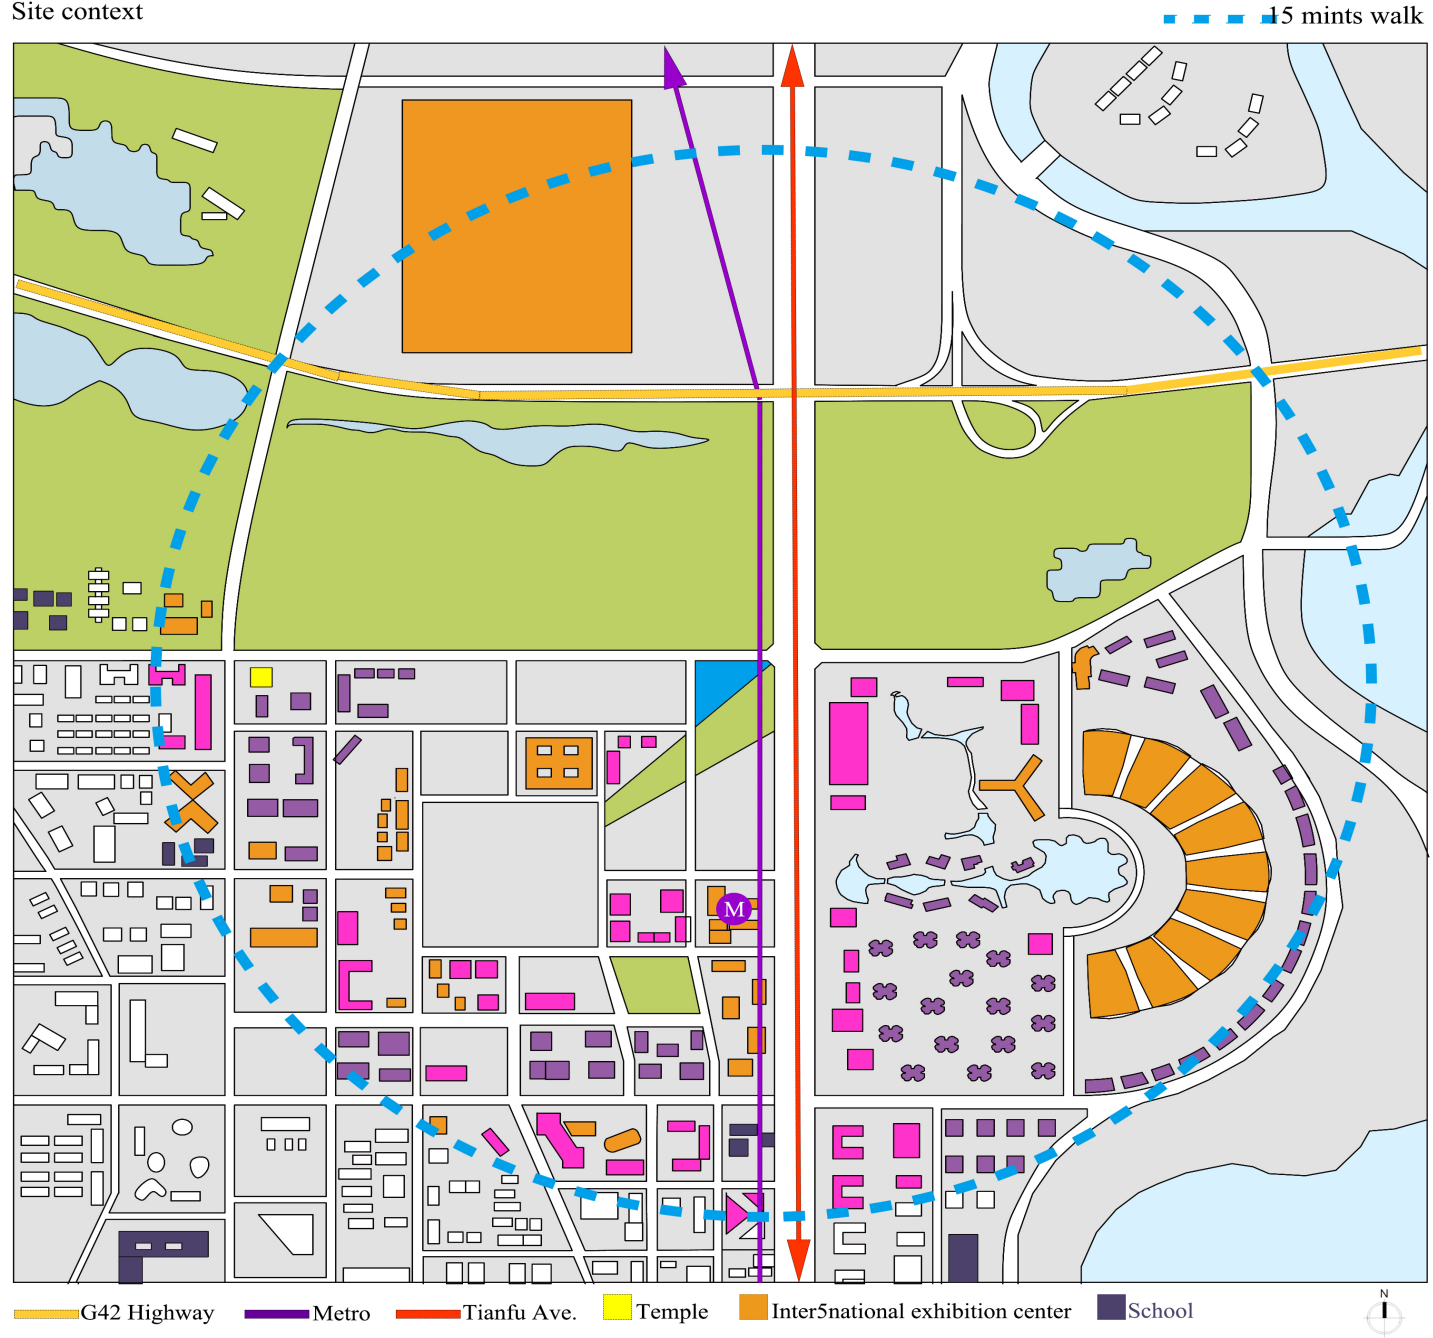 Site context
15 mints walk
M
G42 Highway
Metro
Tianfu Ave.
Temple
Inter5national exhibition center
School
N